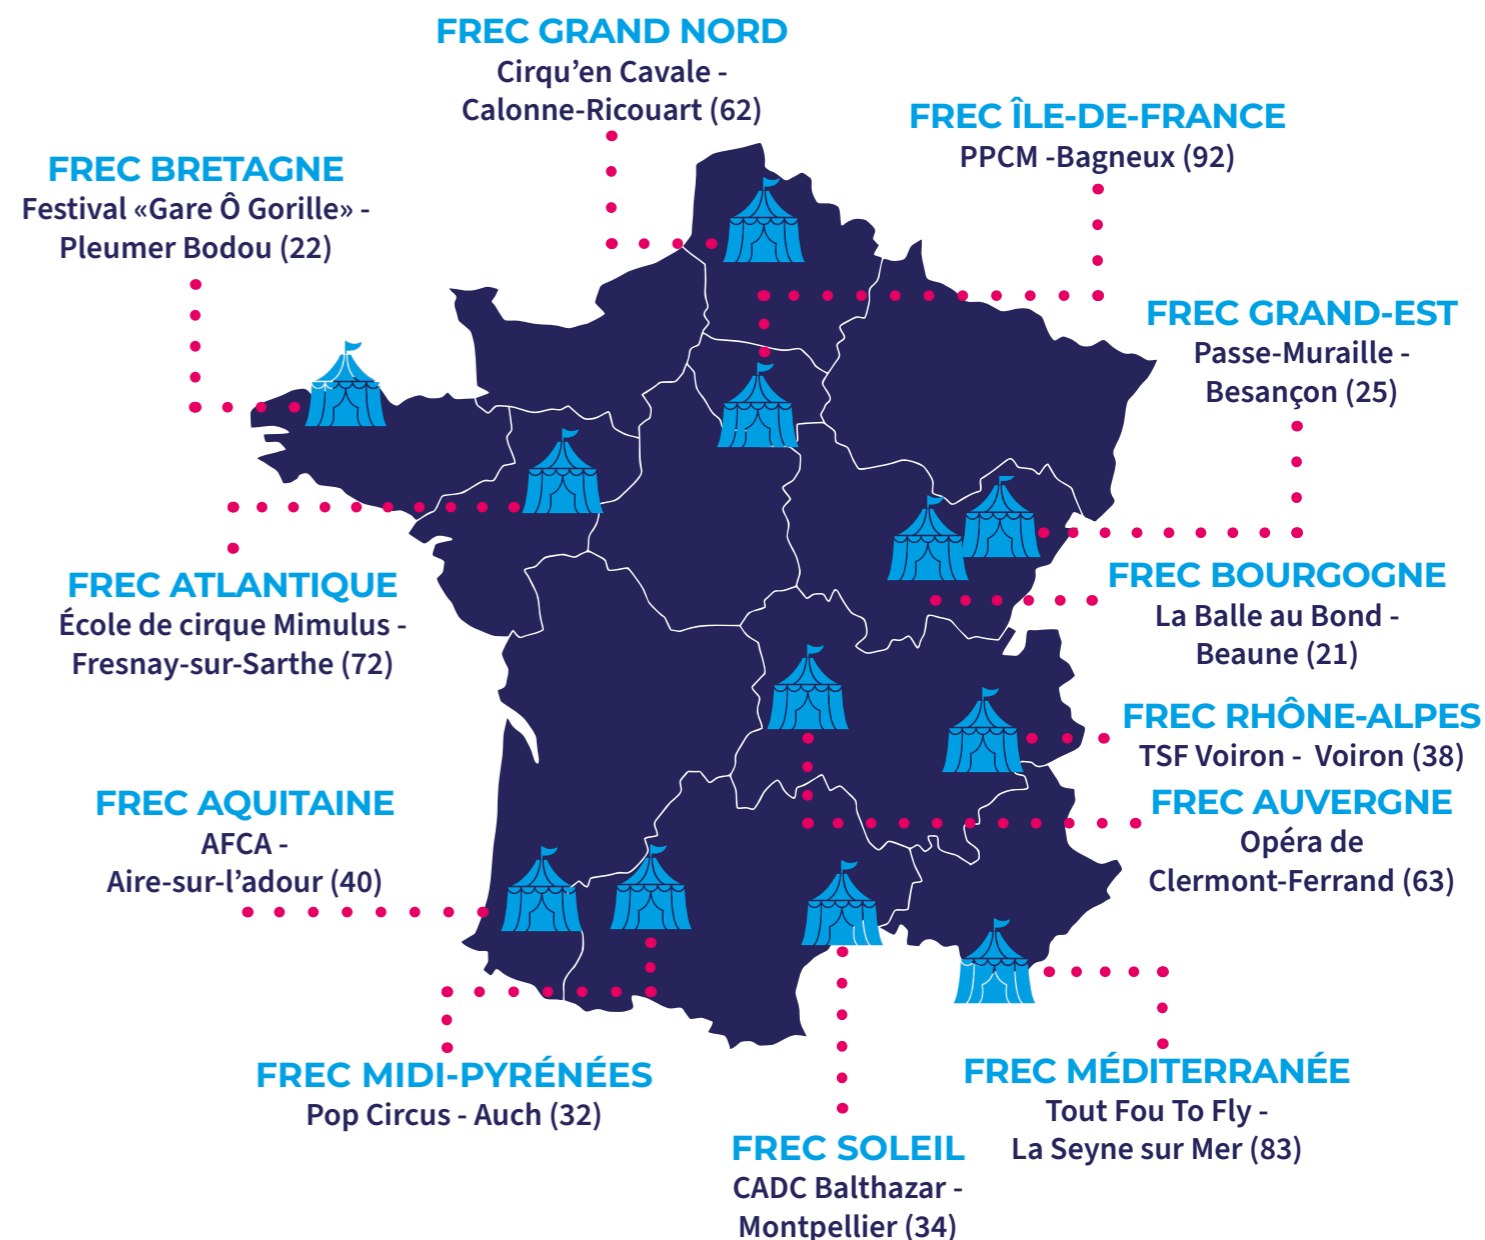 FREC GRAND NORD
Cirqu’en Cavale -
Calonne-Ricouart (62)
FREC ÎLE-DE-FRANCE
PPCM -Bagneux (92)
FREC BRETAGNE
Festival «Gare Ô Gorille» -
Pleumer Bodou (22)
FREC GRAND-EST
Passe-Muraille -
Besançon (25)
FREC ATLANTIQUE
École de cirque Mimulus -
Fresnay-sur-Sarthe (72)
FREC BOURGOGNE
La Balle au Bond -
Beaune (21)
FREC RHÔNE-ALPES
TSF Voiron - Voiron (38)
FREC AQUITAINE
AFCA -
Aire-sur-l’adour (40)
FREC AUVERGNE
Opéra de
Clermont-Ferrand (63)
FREC MIDI-PYRÉNÉES
Pop Circus - Auch (32)
FREC MÉDITERRANÉE
Tout Fou To Fly -
La Seyne sur Mer (83)
FREC SOLEIL
CADC Balthazar -
Montpellier (34)